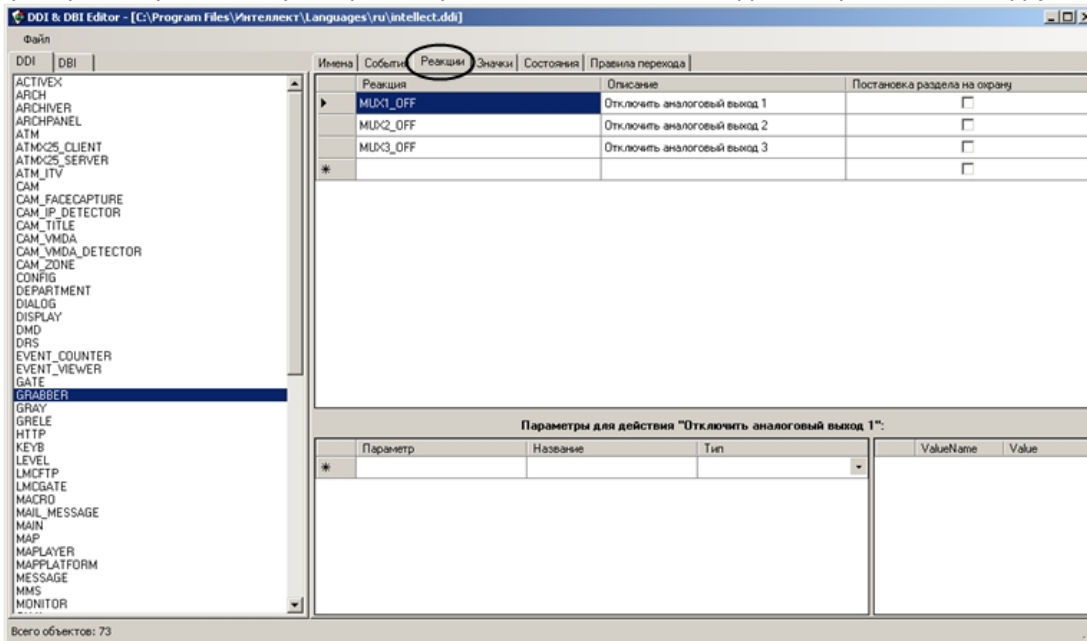 DDI & DBI Editor - [C:\Program Files\Интеллект\Languages\ru\intellect.ddi]
Файл
DDI DBI
Имена События Реакции Значки Состояния Правила перехода
ACTIVEX
ARCH
ARCHIVER
ARCHPANEL
ATM
ATMX25_CLIENT
ATMX25_SERVER
ATM_ITV
CAM
CAM_FACECAPTURE
CAM_IP_DETECTOR
CAM_TITLE
CAM_VMDA
CAM_VMDA_DETECTOR
CAM_ZONE
CONFIG
DEPARTMENT
DIALOG
DISPLAY
DMD
DRS
EVENT_COUNTER
EVENT_VIEWER
GATE
GRABBER
GRAY
GRELE
HTTP
KEYB
LEVEL
LMCFTP
LMCGATE
MACRO
MAIL_MESSAGE
MAIN
MAP
MAPLAYER
MAPPLATFORM
MESSAGE
MMS
MONITOR
Реакция Описание Постановка раздела на охрану
MUX1_OFF Отключить аналоговый выход 1
MUX2_OFF Отключить аналоговый выход 2
MUX3_OFF Отключить аналоговый выход 3
Параметры для действия "Отключить аналоговый выход 1":
Параметр Название Тип ValueName Value
Всего объектов: 73